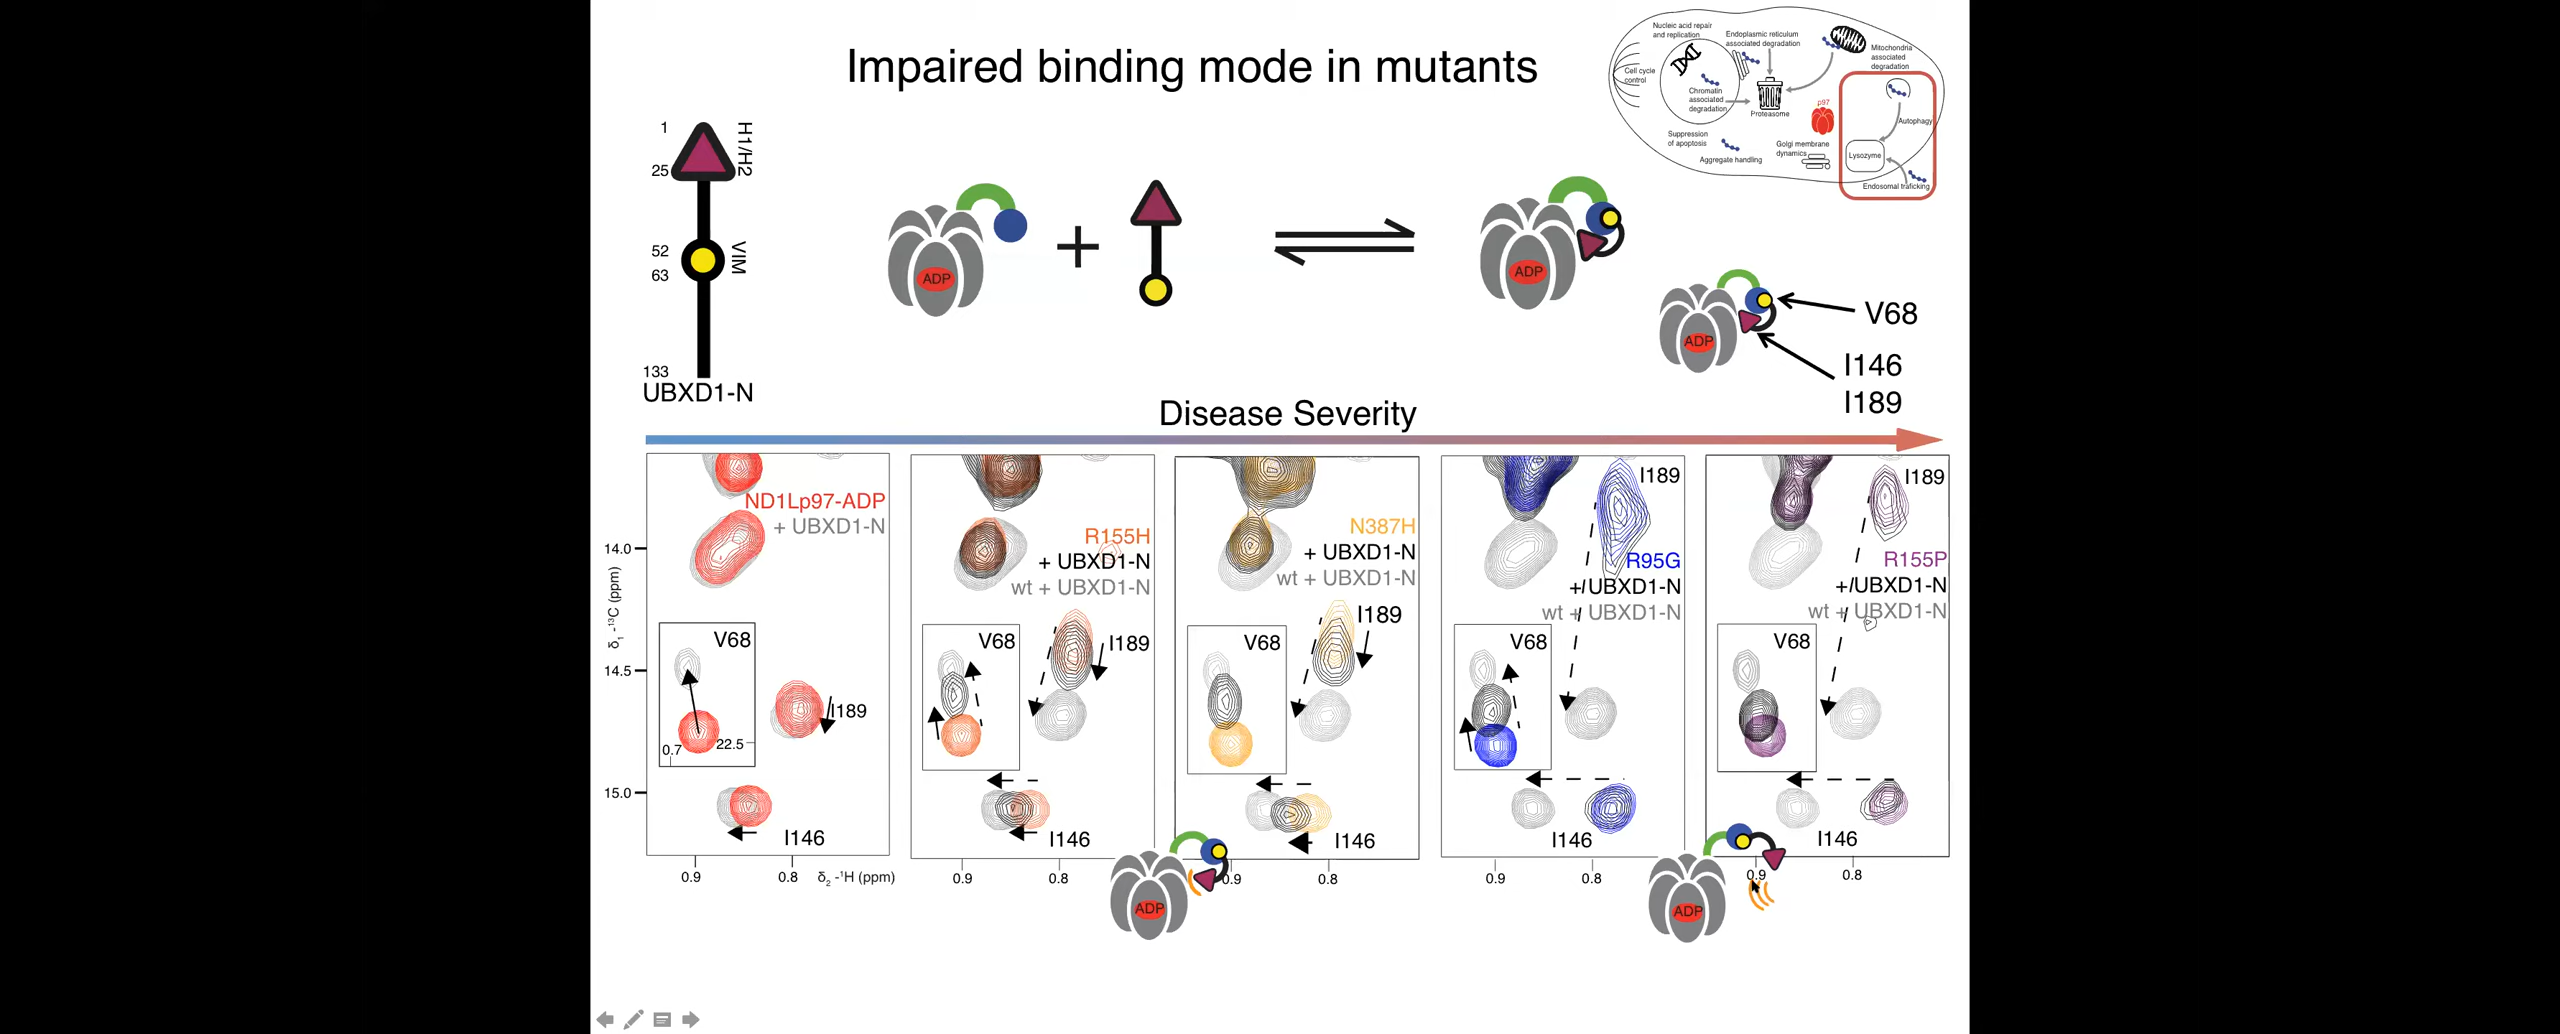 Impaired binding mode in mutants
Nucleic acid repair
and replication
Endoplasmic reticulum
associated degradation
Mitochondria
associated
degradation
Cell cycle
control
Chromatin
associated
degradation
Proteasome
p97
Autophagy
Suppression
of apoptosis
Aggregate handling
Golgi membrane
dynamics
Lysozyme
Endosomal traficking
1
25
H1/H2
52
63
VIM
133
UBXD1-N
ADP
+
ADP
ADP
V68
I146
I189
Disease Severity
ND1Lp97-ADP
+ UBXD1-N
V68
0.7
22.5
I189
I146
14.0
14.5
15.0
δ1 -13C (ppm)
0.9
0.8
δ2 -1H (ppm)
R155H
+ UBXD1-N
wt + UBXD1-N
V68
I189
I146
0.9
0.8
ADP
N387H
+ UBXD1-N
wt + UBXD1-N
I189
V68
I146
0.9
0.8
I189
R95G
+/UBXD1-N
wt + UBXD1-N
V68
I146
0.9
0.8
ADP
I189
R155P
+/UBXD1-N
wt + UBXD1-N
V68
I146
0.9
0.8